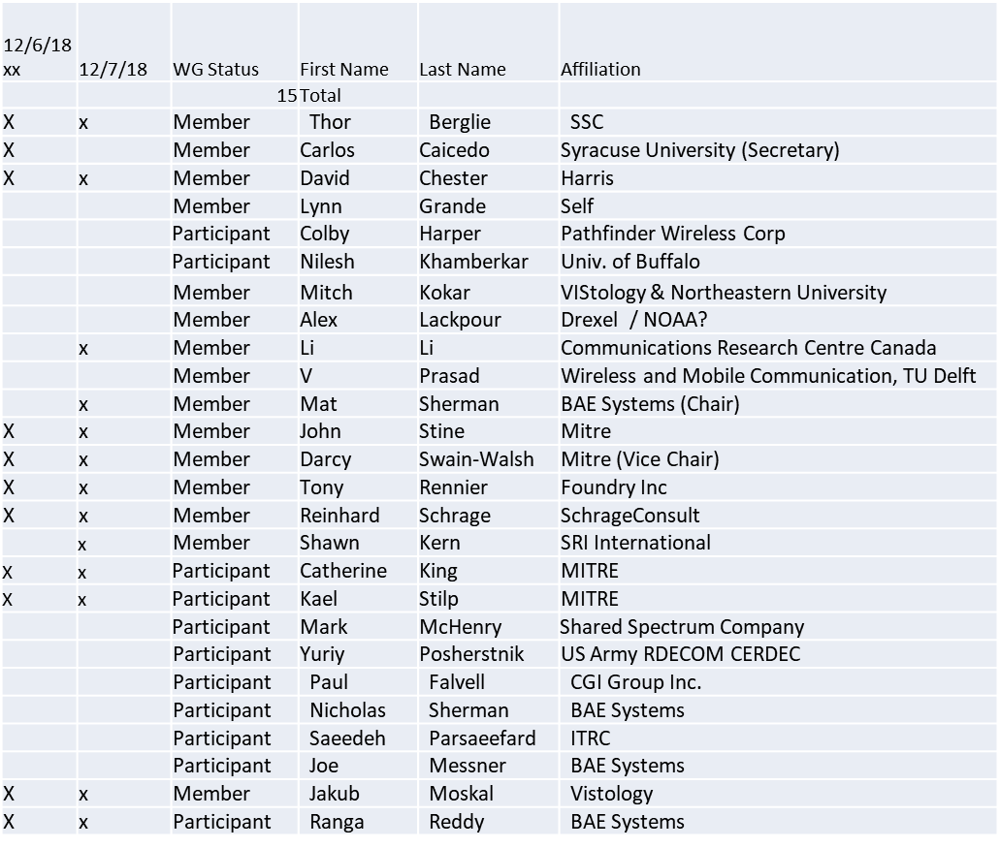 12/6/18
xx 12/7/18 WG Status First Name Last Name Affiliation
15 Total
X x Member Thor Berglie SSC
X Member Carlos Caicedo Syracuse University (Secretary)
X x Member David Chester Harris
Member Lynn Grande Self
Participant Colby Harper Pathfinder Wireless Corp
Participant Nilesh Khamberkar Univ. of Buffalo
Member Mitch Kokar VIStology & Northeastern University
Member Alex Lackpour Drexel / NOAA?
x Member Li Li Communications Research Centre Canada
Member V Prasad Wireless and Mobile Communication, TU Delft
x Member Mat Sherman BAE Systems (Chair)
X x Member John Stine Mitre
X x Member Darcy Swain-Walsh Mitre (Vice Chair)
X x Member Tony Rennier Foundry Inc
X x Member Reinhard Schrage SchrageConsult
x Member Shawn Kern SRI International
X x Participant Catherine King MITRE
X x Participant Kael Stilp MITRE
Participant Mark McHenry Shared Spectrum Company
Participant Yuriy Posherstnik US Army RDECOM CERDEC
Participant Paul Falvell CGI Group Inc.
Participant Nicholas Sherman BAE Systems
Participant Saeedeh Parsaeefard ITRC
Participant Joe Messner BAE Systems
X x Member Jakub Moskal Vistology
X x Participant Ranga Reddy BAE Systems